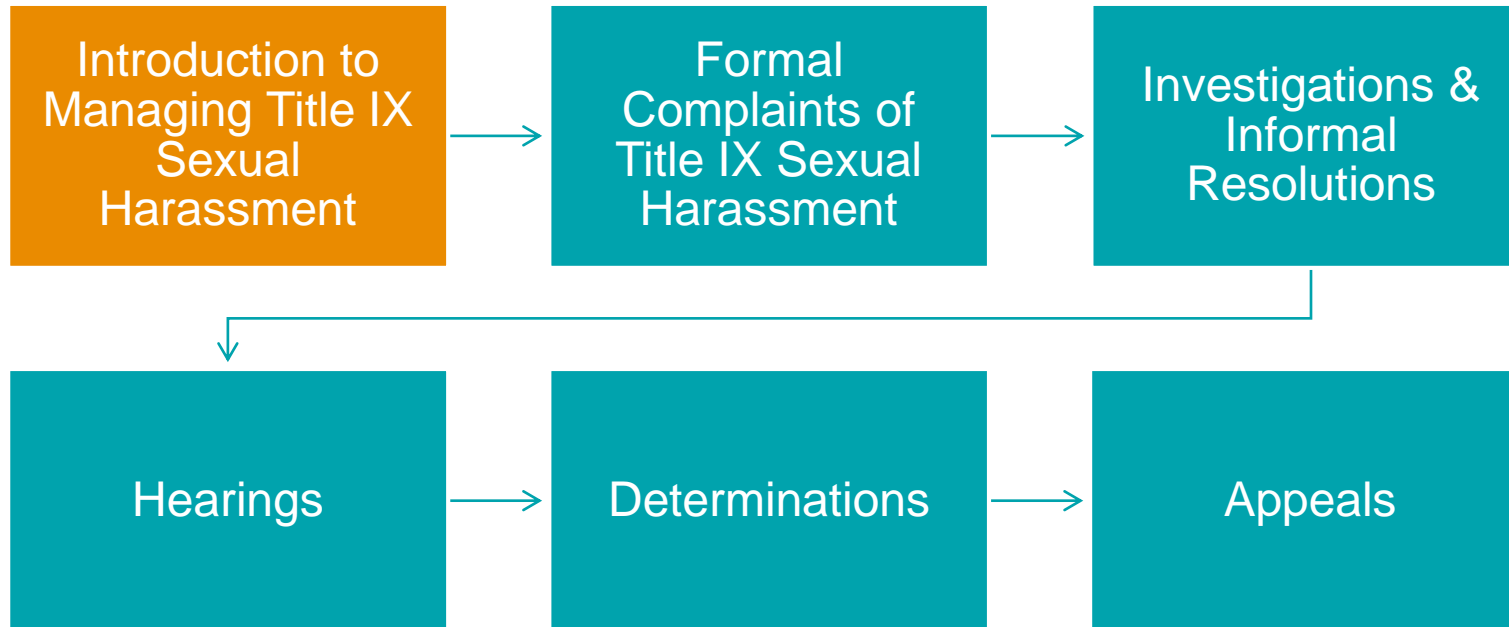 Introduction to
Managing Title IX
Sexual
Harassment
Formal
Complaints of
Title IX Sexual
Harassment
Investigations &
Informal
Resolutions
Hearings
Determinations
Appeals